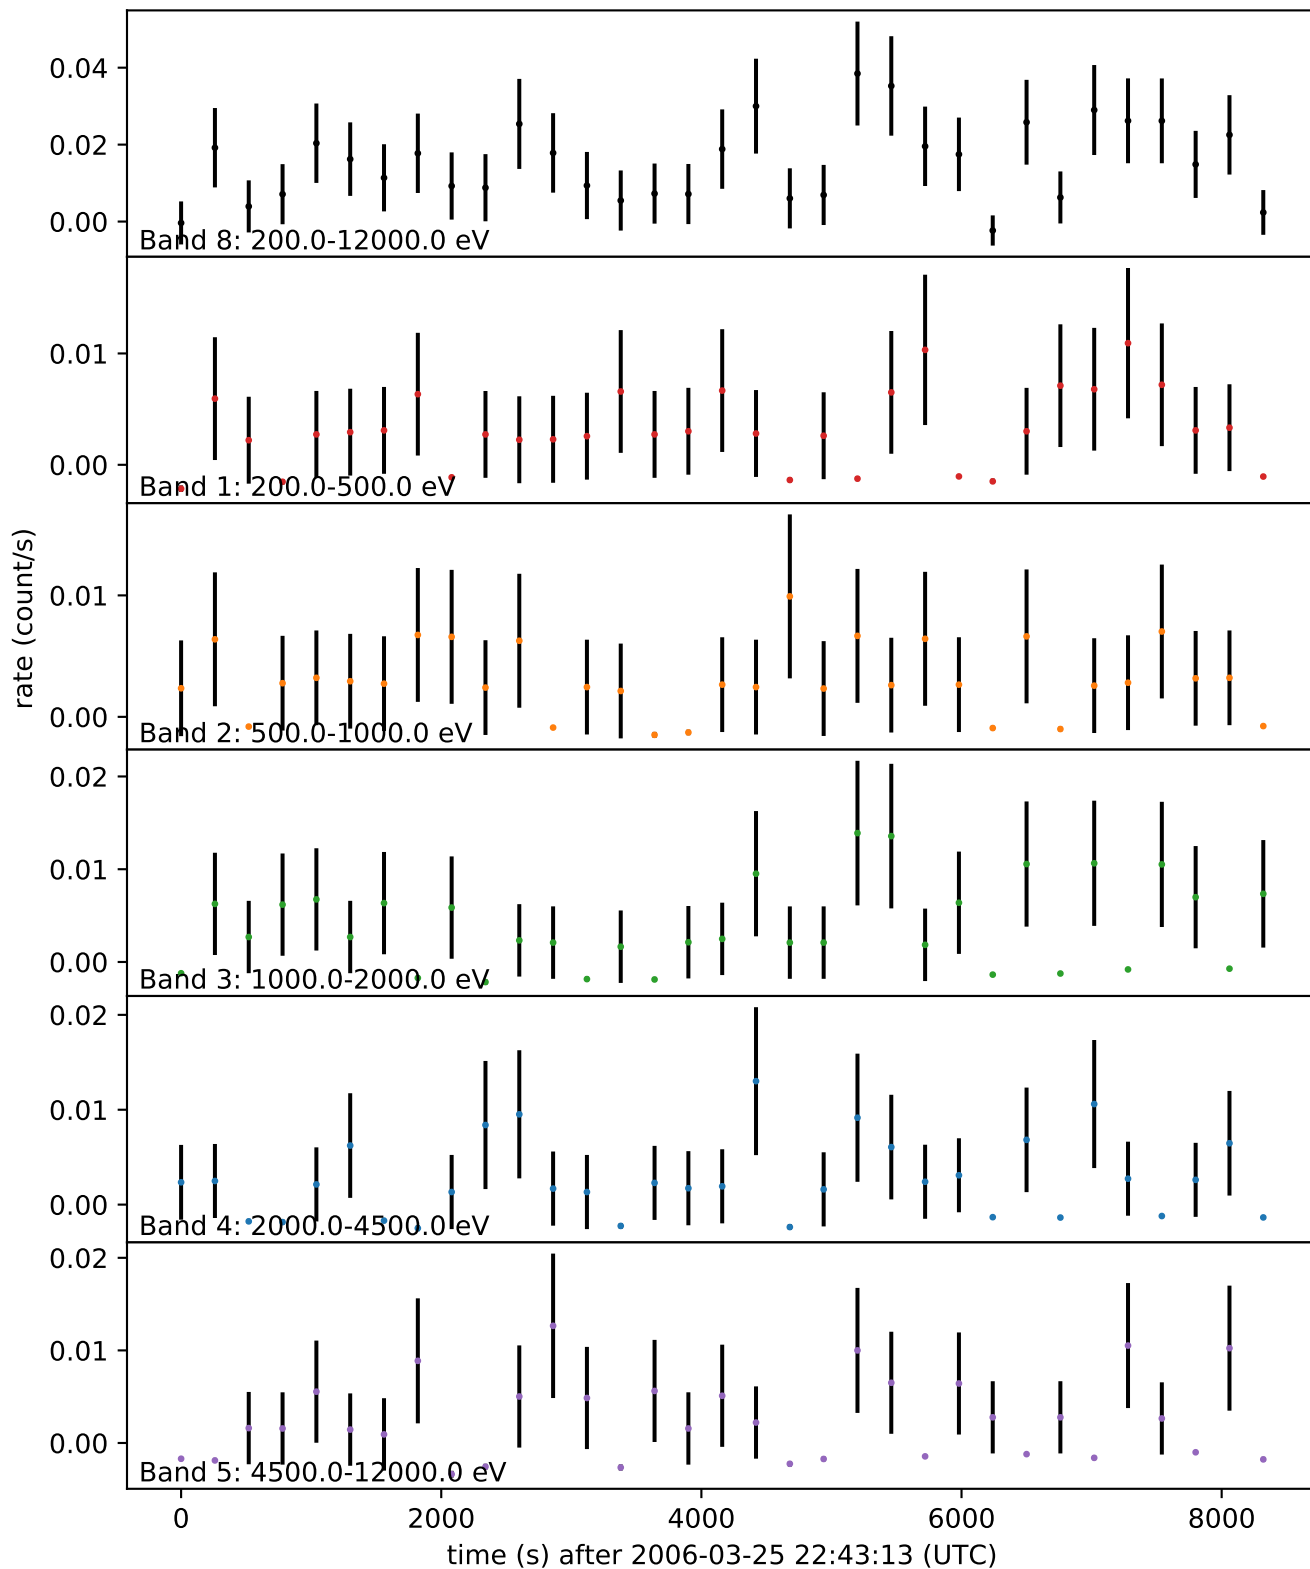 0.04
0.02
0.00
Band 8: 200.0-12000.0 eV
0.01
0.00
Band 1: 200.0-500.0 eV
rate (count/s)
0.01
0.00
Band 2: 500.0-1000.0 eV
0.02
0.01
0.00
Band 3: 1000.0-2000.0 eV
0.02
0.01
0.00
Band 4: 2000.0-4500.0 eV
0.02
0.01
0.00
Band 5: 4500.0-12000.0 eV
0 2000 4000 6000 8000
time (s) after 2006-03-25 22:43:13 (UTC)